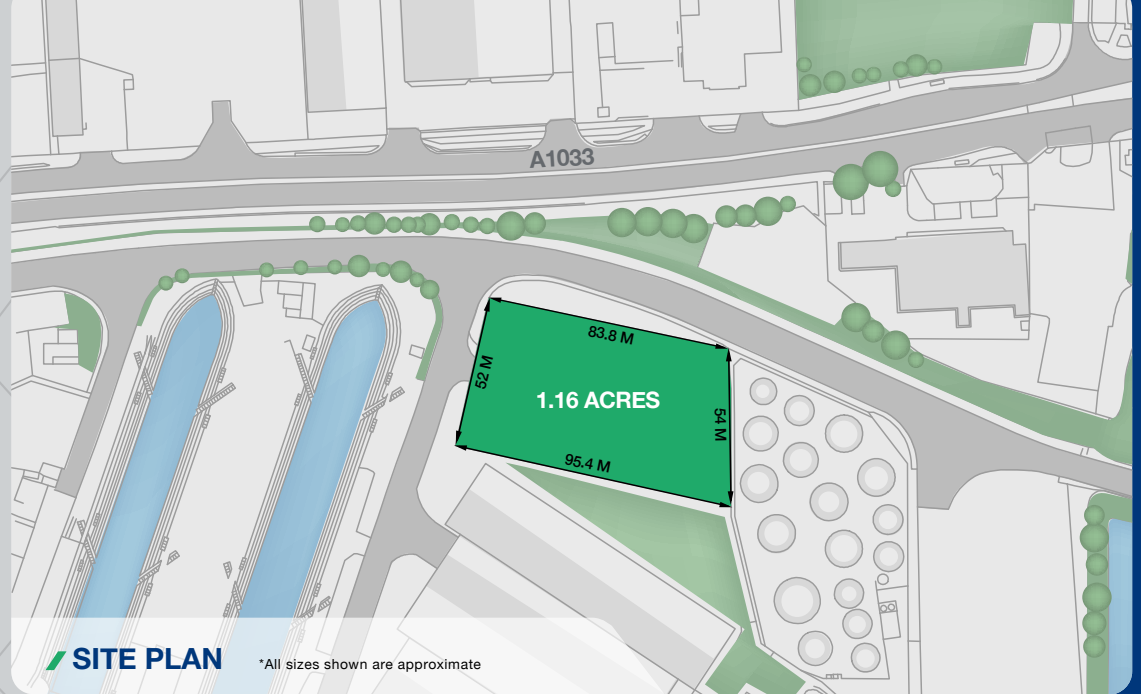 A1033
83.8 M
52 M
1.16 ACRES
54 M
95.4 M
SITE PLAN
*All sizes shown are approximate